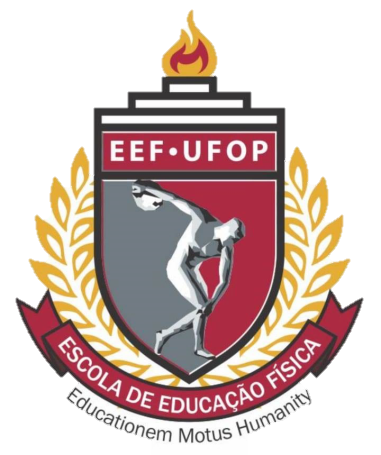 EEF•UFOP
ESCOLA DE EDUCAÇÃO FÍSICA
Educationem Motus Humanity